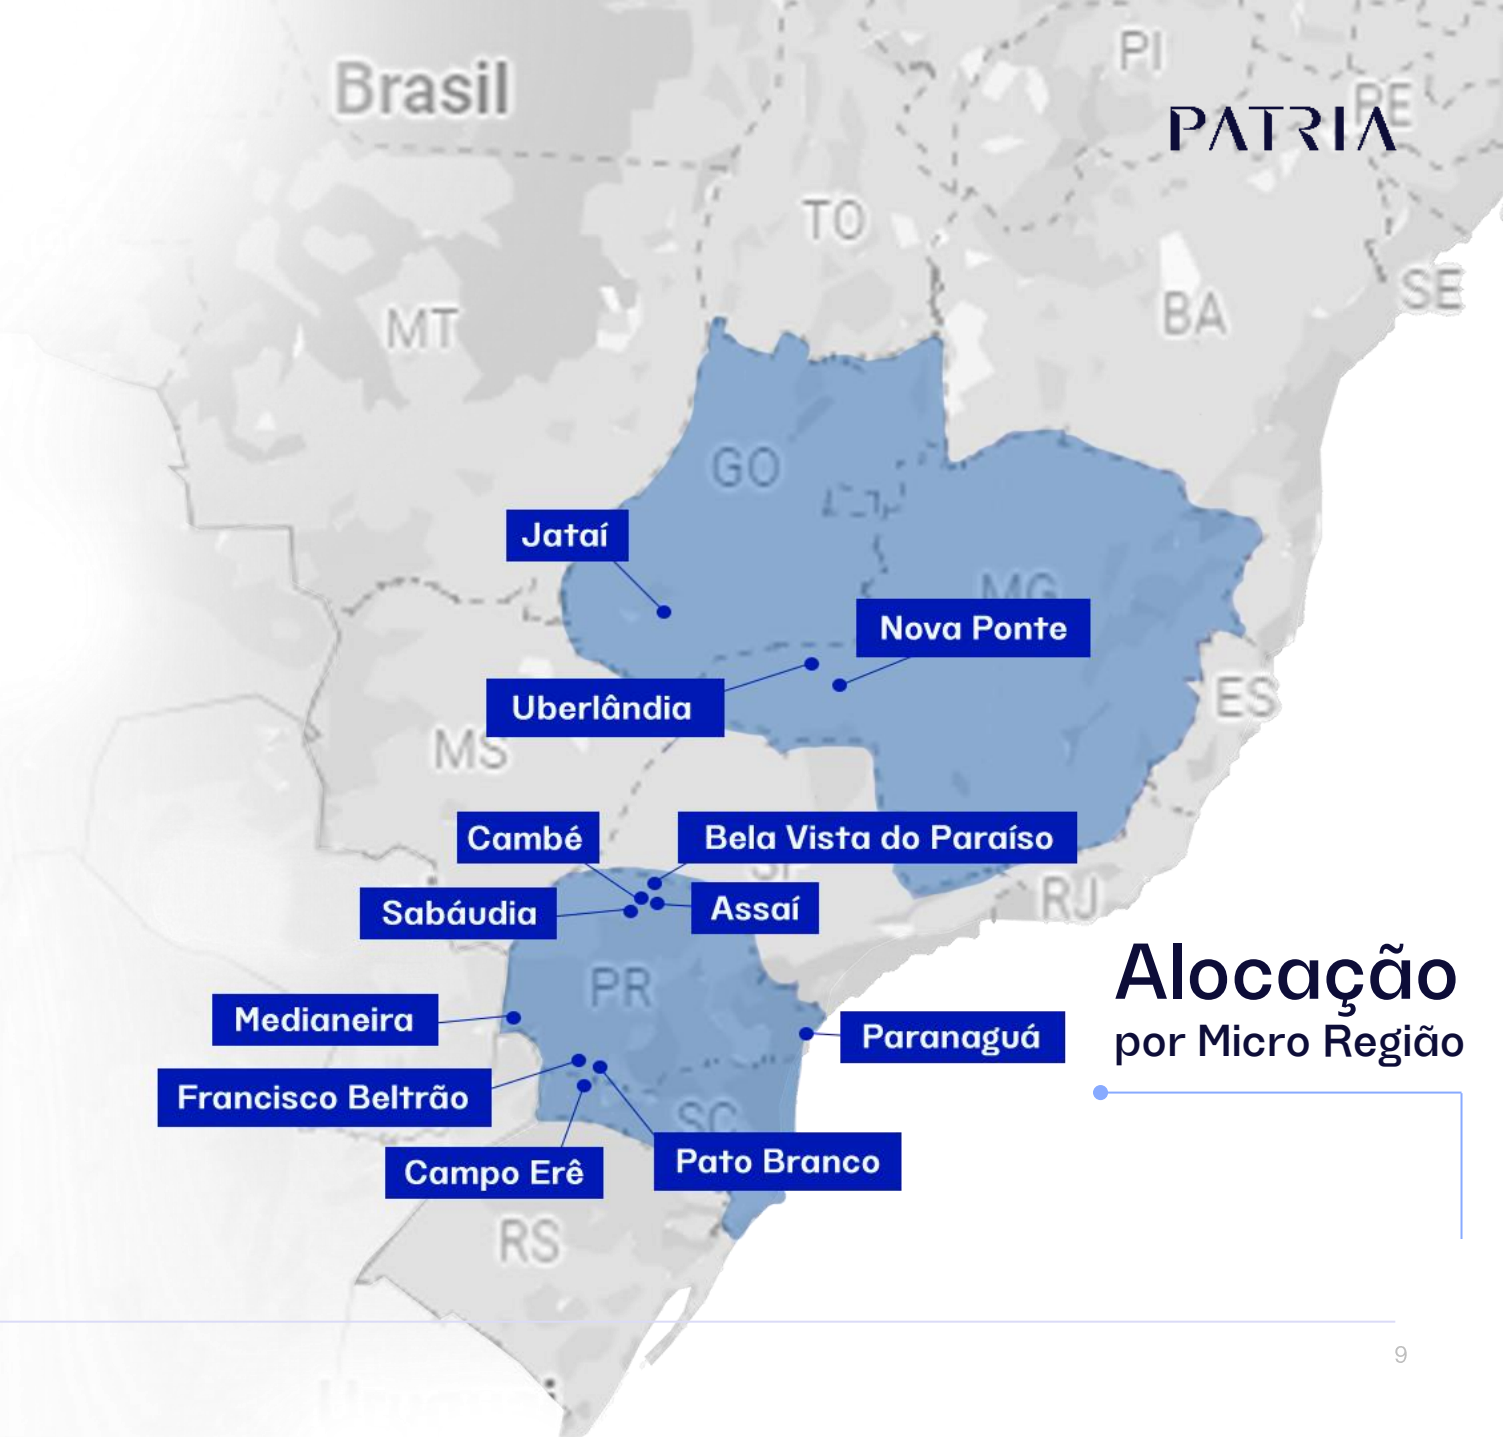 Brasil
PI
PE
PATRIA
TO
SE
MT
BA
GO
Jataí
MG
Nova Ponte
ES
Uberlândia
MS
Cambé
Bela Vista do Paraíso
SP
RJ
Sabáudia
Assaí
Alocação
por Micro Região
PR
Medianeira
Paranaguá
Francisco Beltrão
SC
Campo Erê
Pato Branco
RS
9